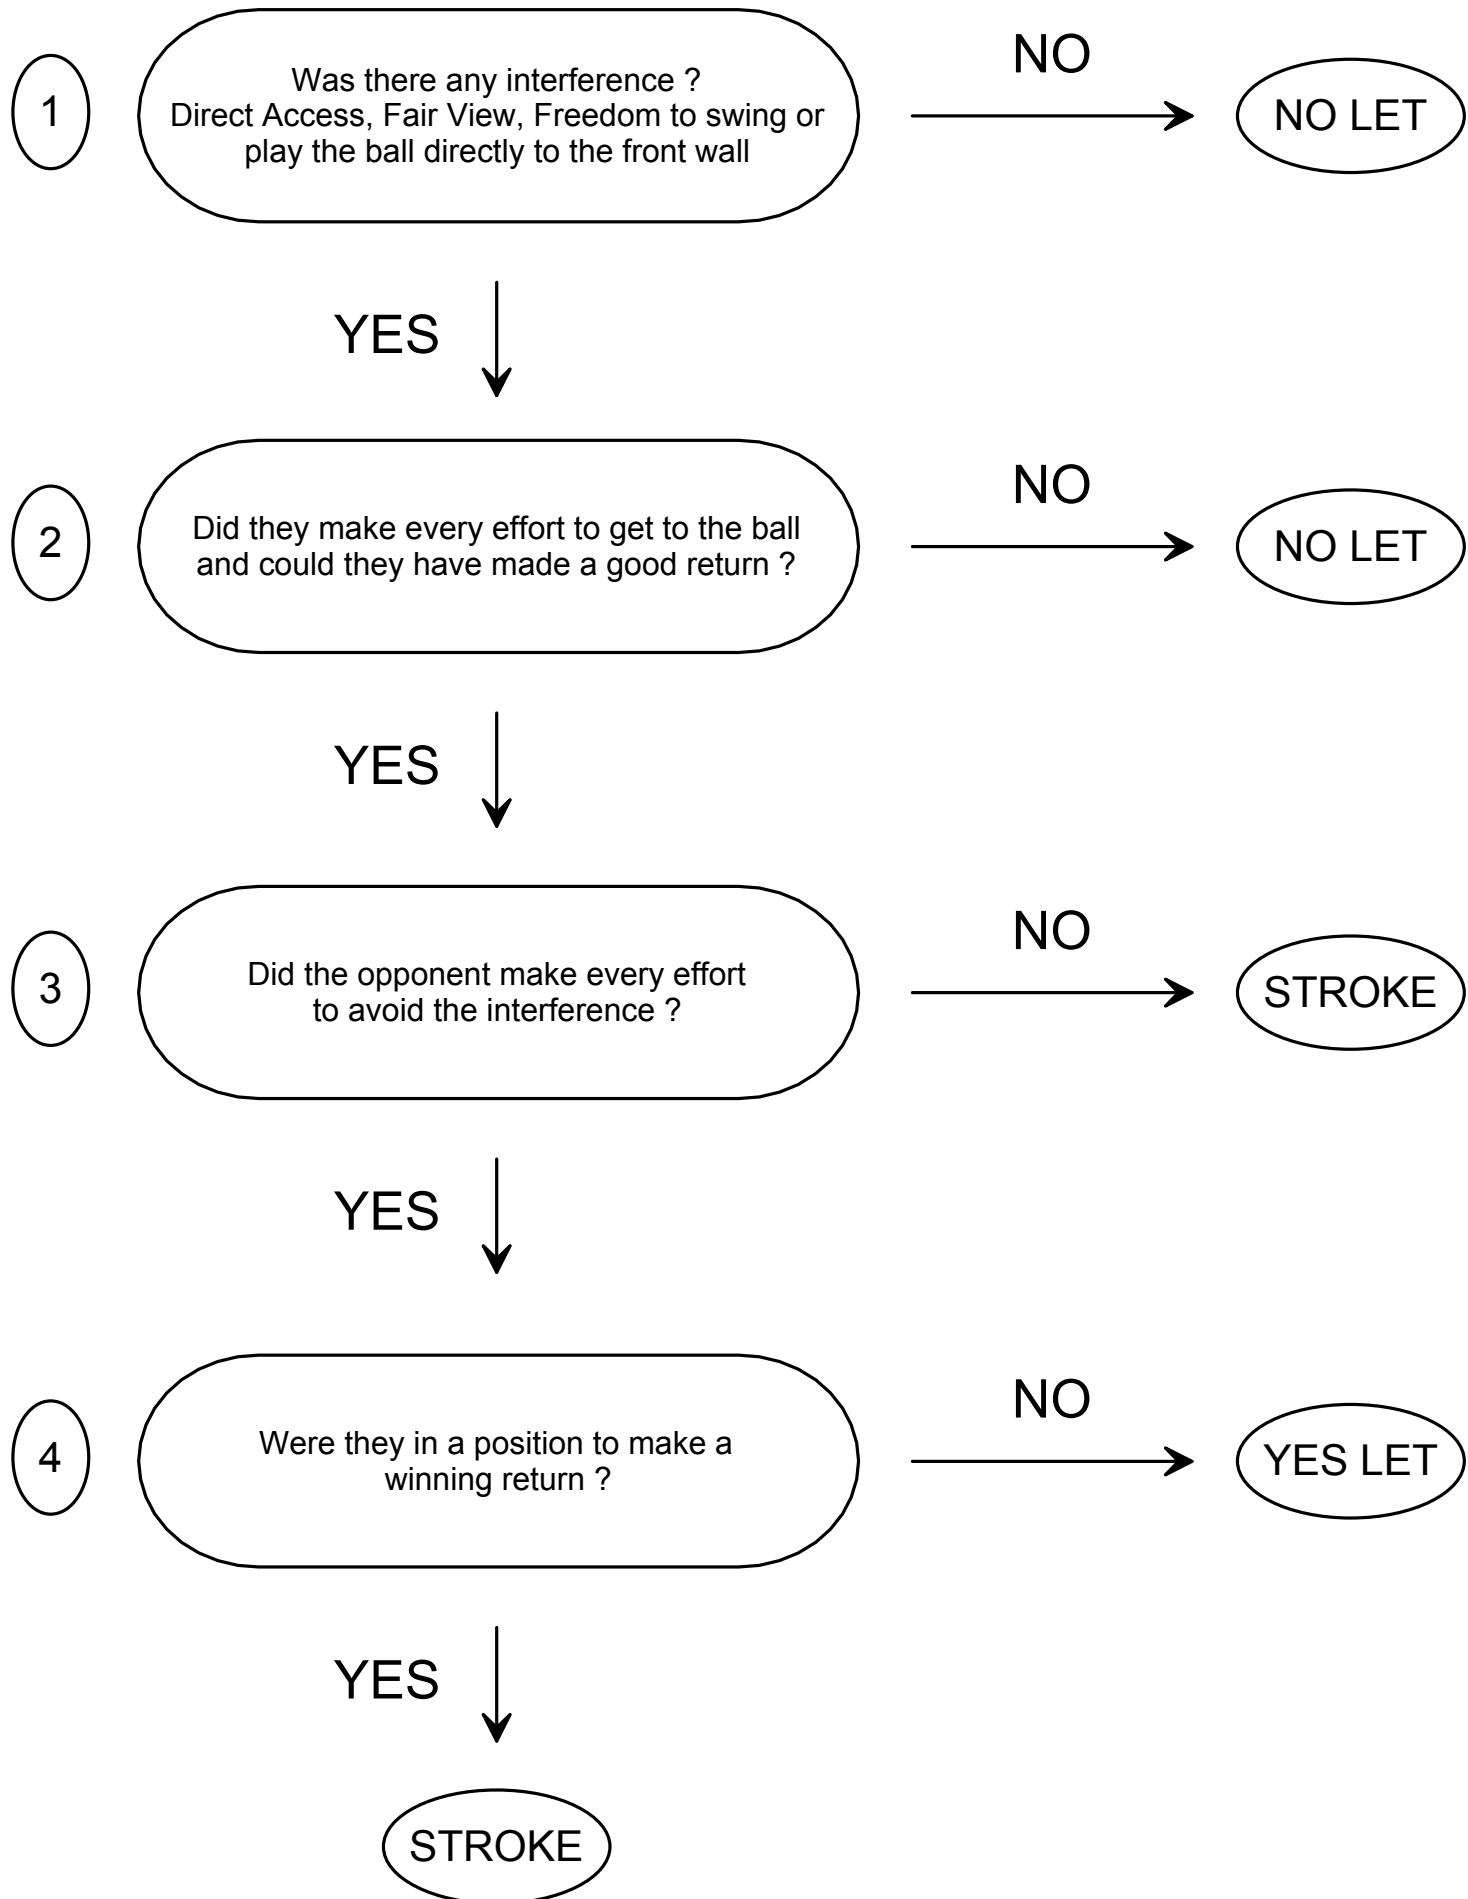 1
Was there any interference ?
Direct Access, Fair View, Freedom to swing or
play the ball directly to the front wall
NO
NO LET
YES
2
Did they make every effort to get to the ball
and could they have made a good return ?
NO
NO LET
YES
3
Did the opponent make every effort
to avoid the interference ?
NO
STROKE
YES
4
Were they in a position to make a
winning return ?
NO
YES LET
YES
STROKE